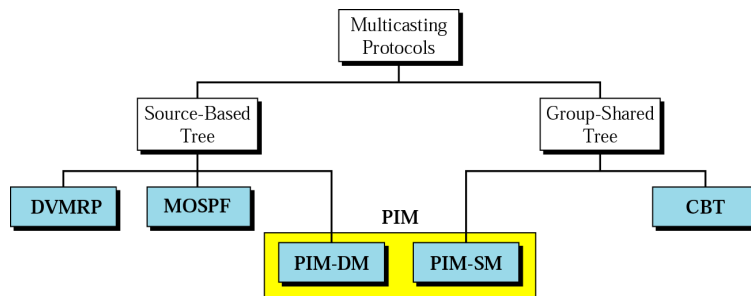 Multicasting
Protocols
Source-Based
Tree
Group-Shared
Tree
DVMRP
MOSPF
CBT
PIM
PIM-DM
PIM-SM